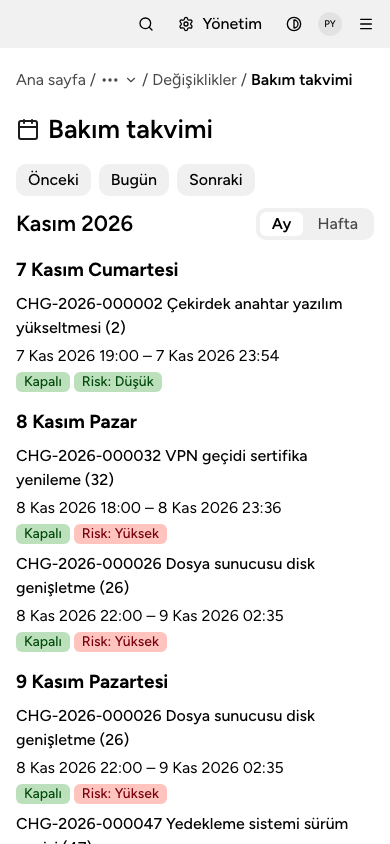 Yönetim
PY
Ana sayfa / ··· / Değişiklikler / Bakım takvimi
Bakım takvimi
Önceki
Bugün
Sonraki
Kasım 2026
Ay
Hafta
7 Kasım Cumartesi
CHG-2026-000002 Çekirdek anahtar yazılım
yükseltmesi (2)
7 Kas 2026 19:00 – 7 Kas 2026 23:54
Kapalı
Risk: Düşük
8 Kasım Pazar
CHG-2026-000032 VPN geçidi sertifika
yenileme (32)
8 Kas 2026 18:00 – 8 Kas 2026 23:36
Kapalı
Risk: Yüksek
CHG-2026-000026 Dosya sunucusu disk
genişletme (26)
8 Kas 2026 22:00 – 9 Kas 2026 02:35
Kapalı
Risk: Yüksek
9 Kasım Pazartesi
CHG-2026-000026 Dosya sunucusu disk
genişletme (26)
8 Kas 2026 22:00 – 9 Kas 2026 02:35
Kapalı
Risk: Yüksek
CHG-2026-000047 Yedekleme sistemi sürüm